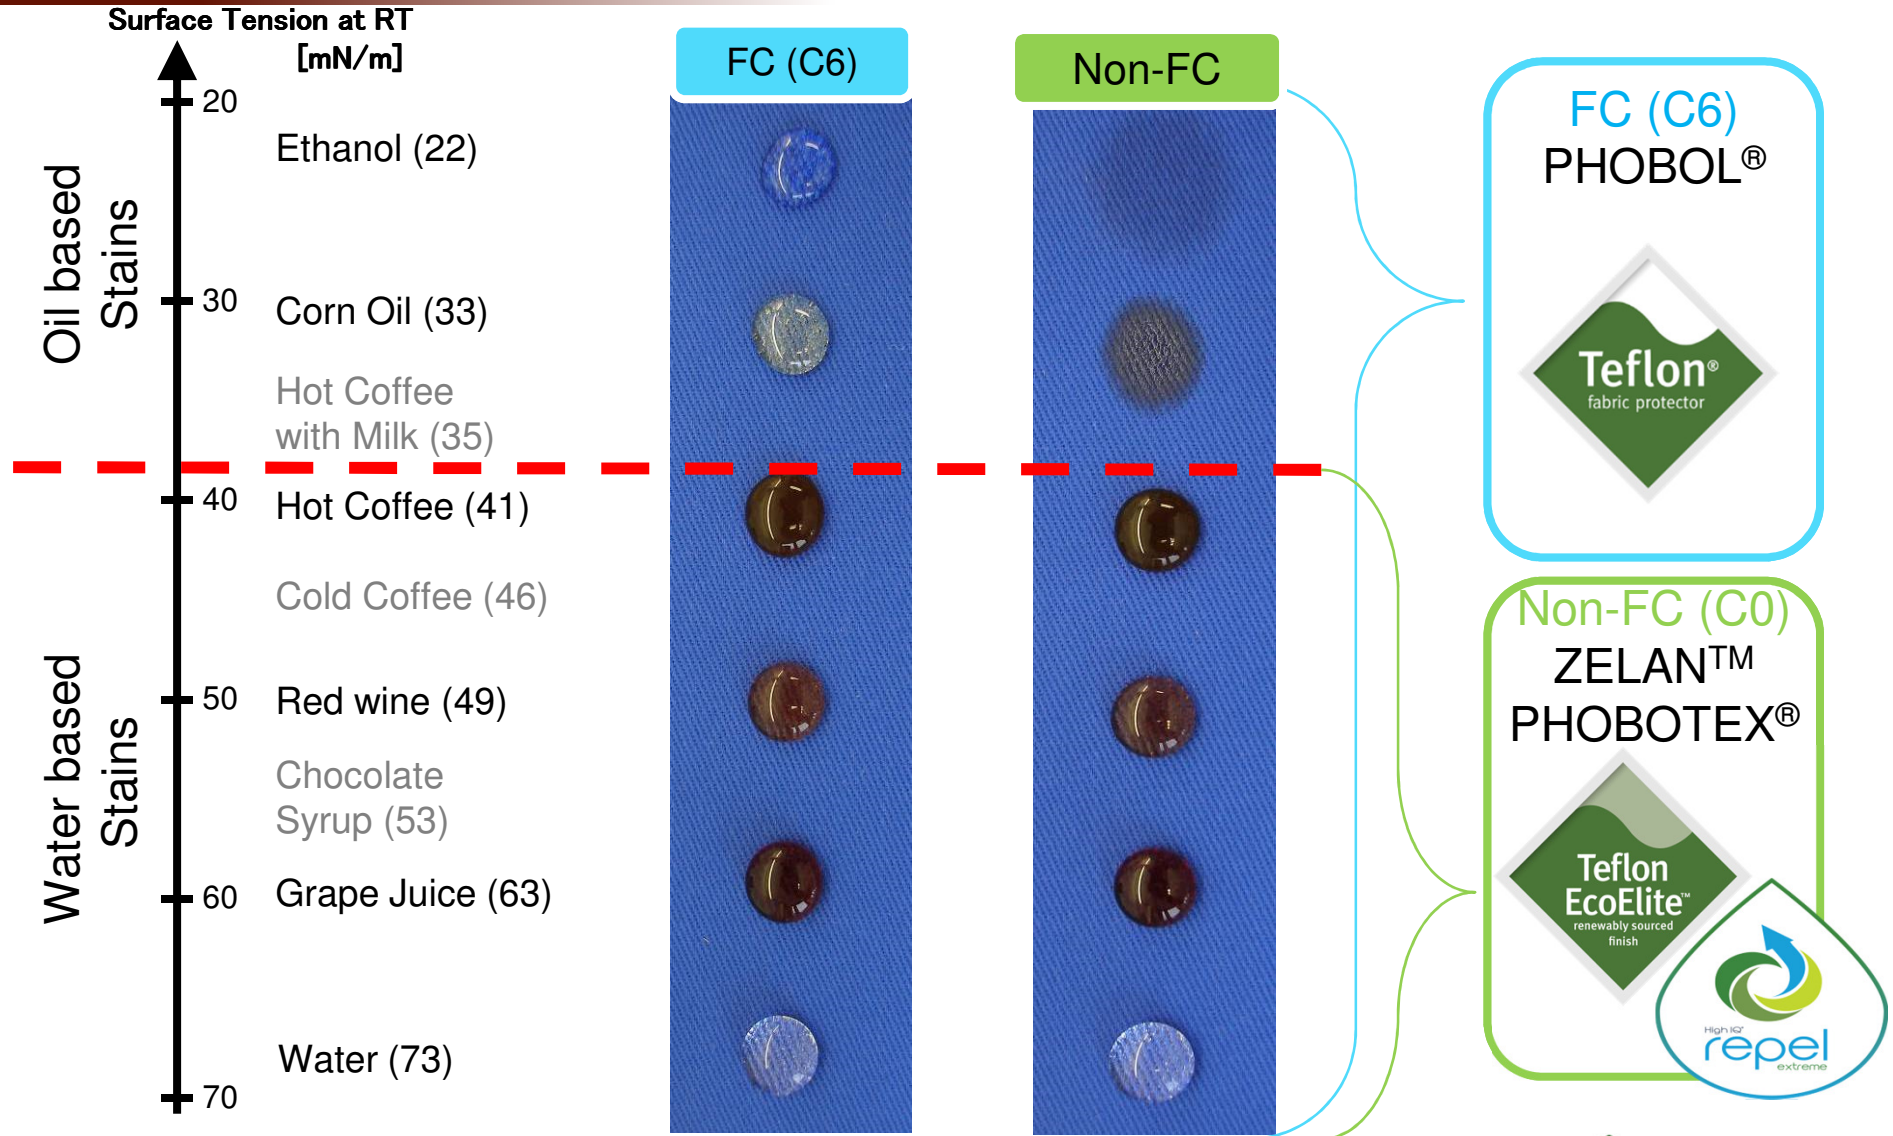 Surface Tension at RT
[mN/m]
20
30
40
50
60
70
Oil based
Stains
Water based
Stains
Ethanol (22)
Corn Oil (33)
Hot Coffee
with Milk (35)
Hot Coffee (41)
Cold Coffee (46)
Red wine (49)
Chocolate
Syrup (53)
Grape Juice (63)
Water (73)
FC (C6)
Non-FC
FC (C6)
PHOBOL®
Teflon®
fabric protector
Non-FC (C0)
ZELAN™
PHOBOTEX®
Teflon
EcoElite™
renewably sourced
finish
High IQ®
repel
extreme